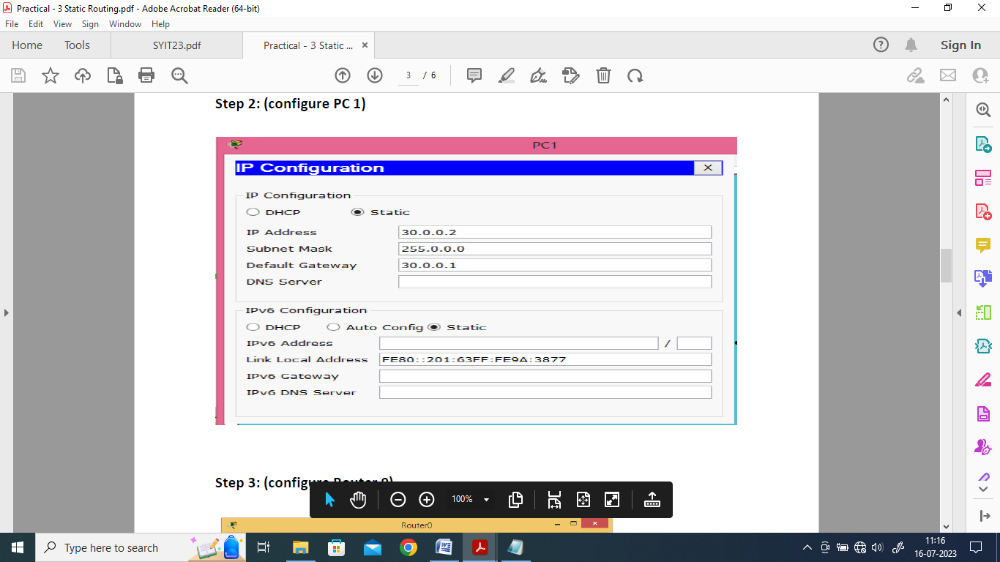 Practical - 3 Static Routing.pdf - Adobe Acrobat Reader (64-bit)
File Edit View Sign Window Help
Home Tools SYIT23.pdf Practical - 3 Static ... × Sign In
3 / 6
Step 2: (configure PC 1)
PC1
IP Configuration X
IP Configuration
DHCP Static
IP Address 30.0.0.2
Subnet Mask 255.0.0.0
Default Gateway 30.0.0.1
DNS Server
IPv6 Configuration
DHCP Auto Config Static
IPv6 Address /
Link Local Address FE80::201:63FF:FE9A:3877
IPv6 Gateway
IPv6 DNS Server
Step 3: (configure Router 0)
100%
Router0
Type here to search
11:16
16-07-2023